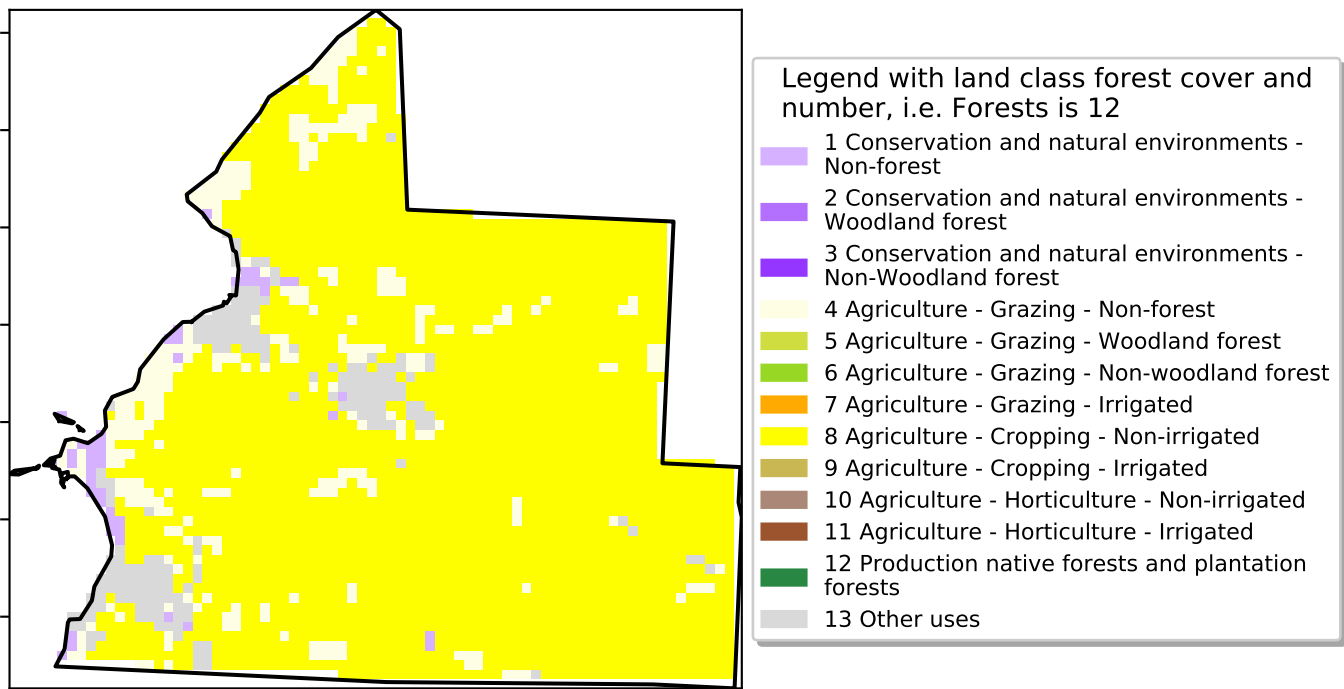 Legend with land class forest cover and
number, i.e. Forests is 12
1 Conservation and natural environments -
Non-forest
2 Conservation and natural environments -
Woodland forest
3 Conservation and natural environments -
Non-Woodland forest
4 Agriculture - Grazing - Non-forest
5 Agriculture - Grazing - Woodland forest
6 Agriculture - Grazing - Non-woodland forest
7 Agriculture - Grazing - Irrigated
8 Agriculture - Cropping - Non-irrigated
9 Agriculture - Cropping - Irrigated
10 Agriculture - Horticulture - Non-irrigated
11 Agriculture - Horticulture - Irrigated
12 Production native forests and plantation
forests
13 Other uses